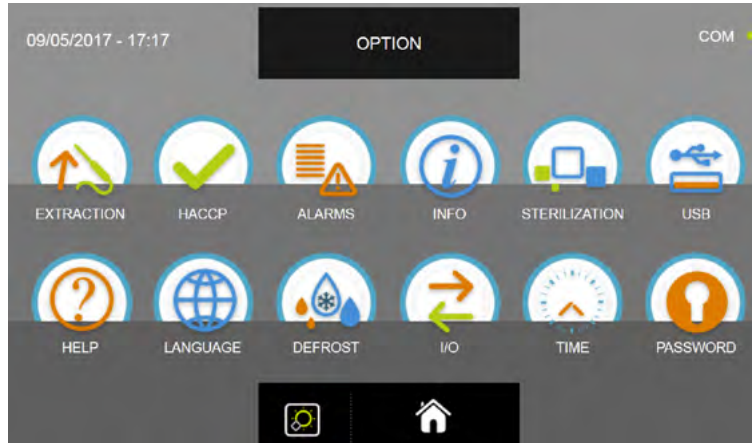 09/05/2017 - 17:17
OPTION
COM
EXTRACTION
HACCP
ALARMS
INFO
STERILIZATION
USB
HELP
LANGUAGE
DEFROST
I/O
TIME
PASSWORD